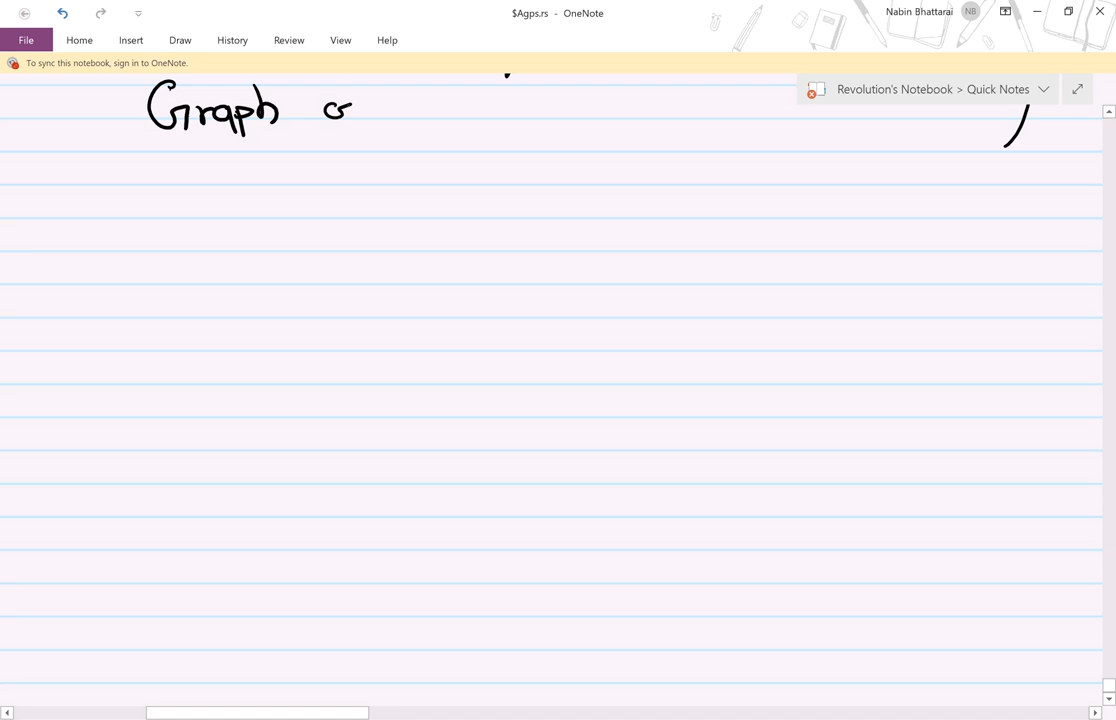 $Agps.rs - OneNote
Nabin Bhattarai NB
File Home Insert Draw History Review View Help
To sync this notebook, sign in to OneNote.
Revolution's Notebook > Quick Notes
Graph o